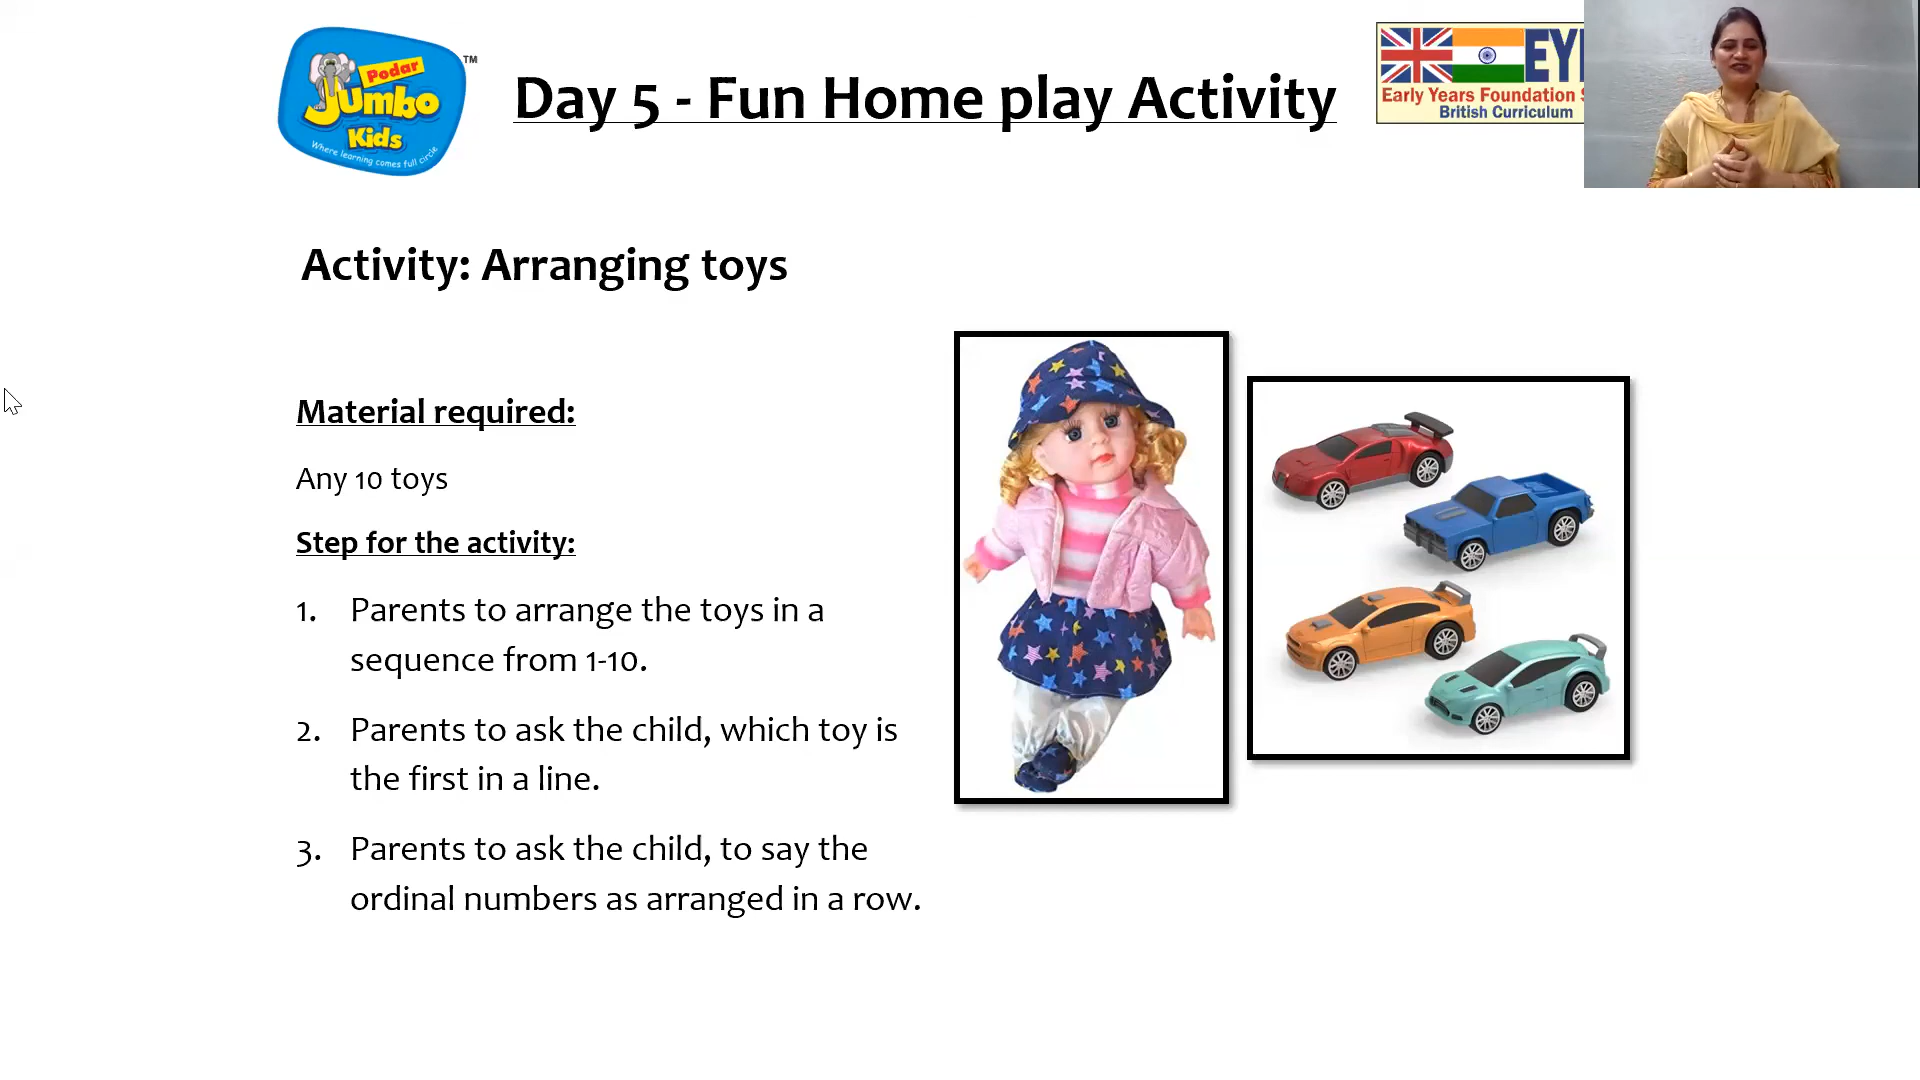 Podar
Jumbo
Kids
Where learning comes full circle
TM
Day 5 - Fun Home play Activity
Early Years Foundation
British Curriculum
Activity: Arranging toys
Material required:
Any 10 toys
Step for the activity:
1. Parents to arrange the toys in a
sequence from 1-10.
2. Parents to ask the child, which toy is
the first in a line.
3. Parents to ask the child, to say the
ordinal numbers as arranged in a row.